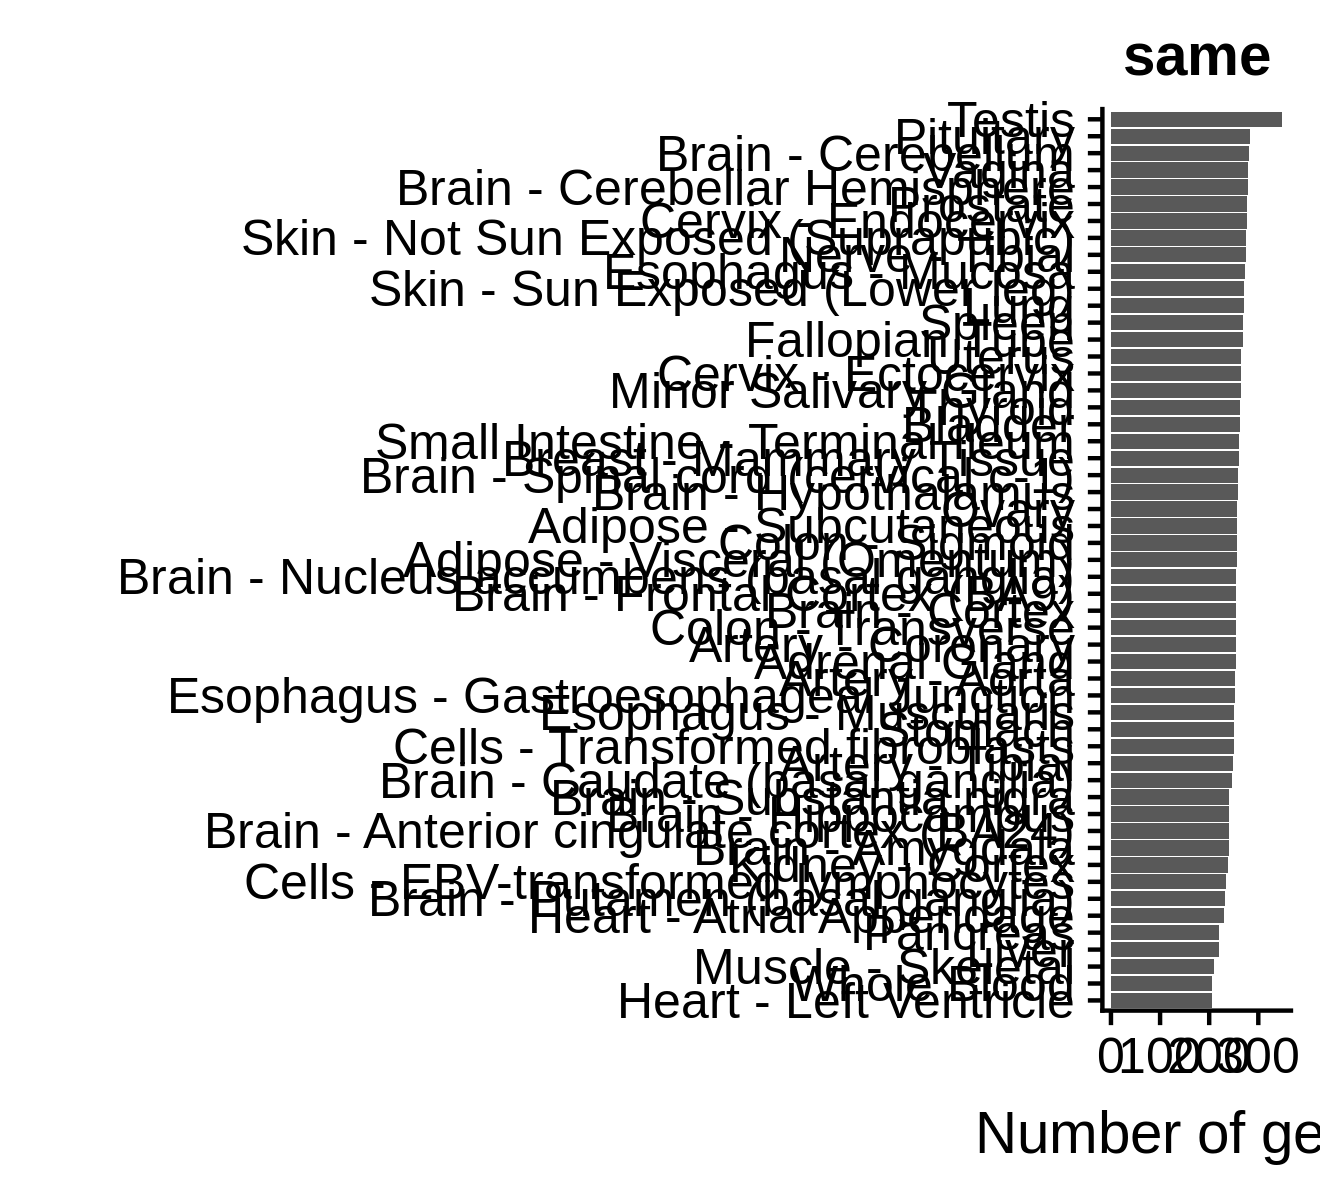 same
Testis
Pituitary
Brain - Cerebellum
Vagina
Brain - Cerebellar Hemisphere
Prostate
Cervix - Endocervix
Skin - Not Sun Exposed (Suprapubic)
Nerve - Tibial
Esophagus - Mucosa
Skin - Sun Exposed (Lower leg)
Lung
Spleen
Fallopian Tube
Uterus
Cervix - Ectocervix
Minor Salivary Gland
Thyroid
Bladder
Small Intestine - Terminal Ileum
Breast - Mammary Tissue
Brain - Spinal cord (cervical c-1)
Brain - Hypothalamus
Ovary
Adipose - Subcutaneous
Colon - Sigmoid
Adipose - Visceral (Omentum)
Brain - Nucleus accumbens (basal ganglia)
Brain - Frontal Cortex (BA9)
Brain - Cortex
Colon - Transverse
Artery - Coronary
Adrenal Gland
Artery - Aorta
Esophagus - Gastroesophageal Junction
Esophagus - Muscularis
Stomach
Cells - Transformed fibroblasts
Artery - Tibial
Brain - Caudate (basal ganglia)
Brain - Substantia nigra
Brain - Hippocampus
Brain - Anterior cingulate cortex (BA24)
Brain - Amygdala
Kidney - Cortex
Cells - EBV-transformed lymphocytes
Brain - Putamen (basal ganglia)
Heart - Atrial Appendage
Pancreas
Liver
Muscle - Skeletal
Whole Blood
Heart - Left Ventricle
0 100 200 300
Number of ge